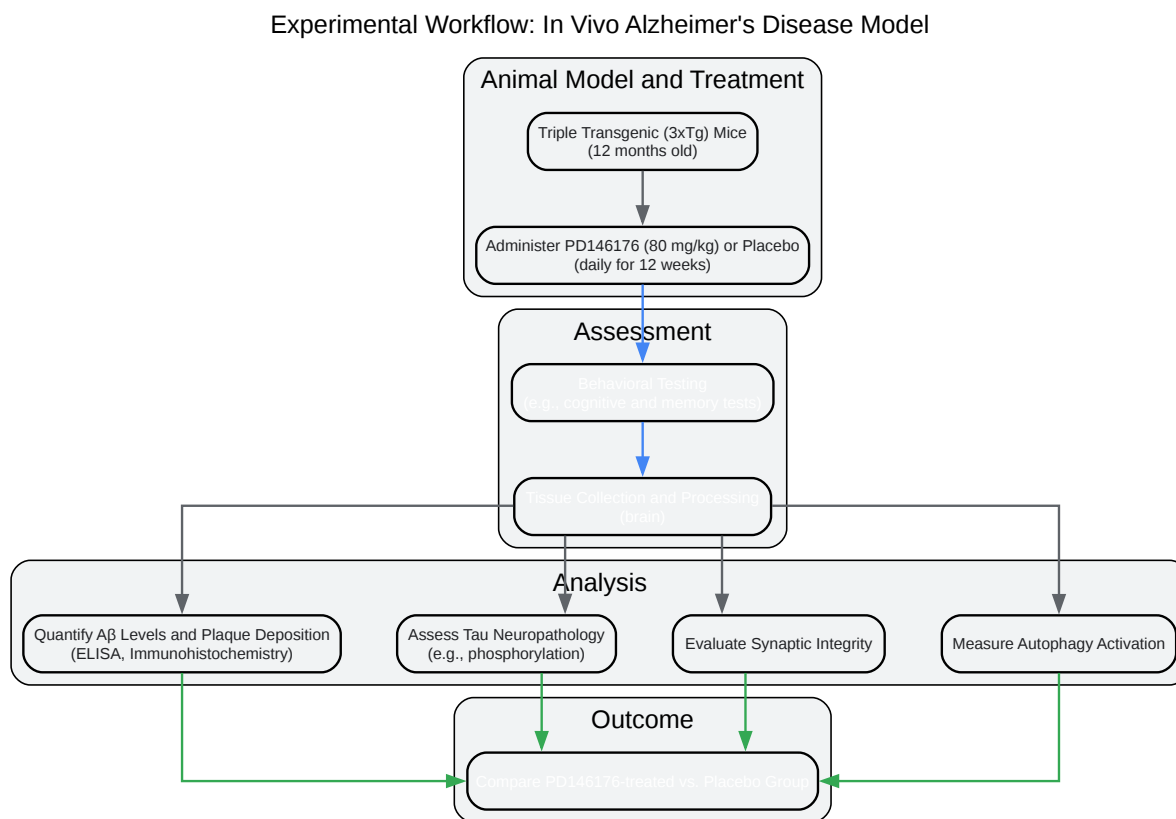 Experimental Workflow: In Vivo Alzheimer's Disease Model
Animal Model and Treatment
Triple Transgenic (3xTg) Mice
(12 months old)
Administer PD146176 (80 mg/kg) or Placebo
(daily for 12 weeks)
Assessment
Behavioral Testing
(e.g., cognitive and memory tests)
Tissue Collection and Processing
(brain)
Analysis
Quantify Aβ Levels and Plaque Deposition
(ELISA, Immunohistochemistry)
Assess Tau Neuropathology
(e.g., phosphorylation)
Evaluate Synaptic Integrity
Measure Autophagy Activation
Outcome
Compare PD146176-treated vs. Placebo Group